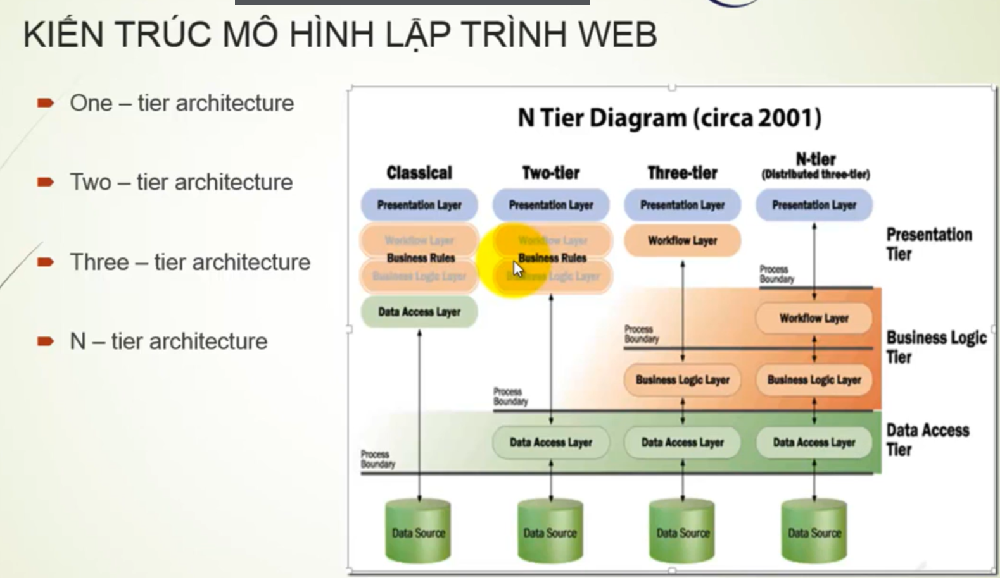 KIẾN TRÚC MÔ HÌNH LẬP TRÌNH WEB
One – tier architecture
Two – tier architecture
Three – tier architecture
N – tier architecture
N Tier Diagram (circa 2001)
Classical
Two-tier
Three-tier
N-tier
(Distributed three-tier)
Presentation Layer
Presentation Layer
Presentation Layer
Presentation Layer
Workflow Layer
Workflow Layer
Workflow Layer
Business Rules
Business Rules
Business Logic Layer
Business Logic Layer
Data Access Layer
Presentation
Tier
Process
Boundary
Workflow Layer
Process
Boundary
Business Logic
Tier
Business Logic Layer
Business Logic Layer
Process
Boundary
Data Access Layer
Data Access Layer
Data Access Layer
Data Access
Tier
Process
Boundary
Data Source
Data Source
Data Source
Data Source